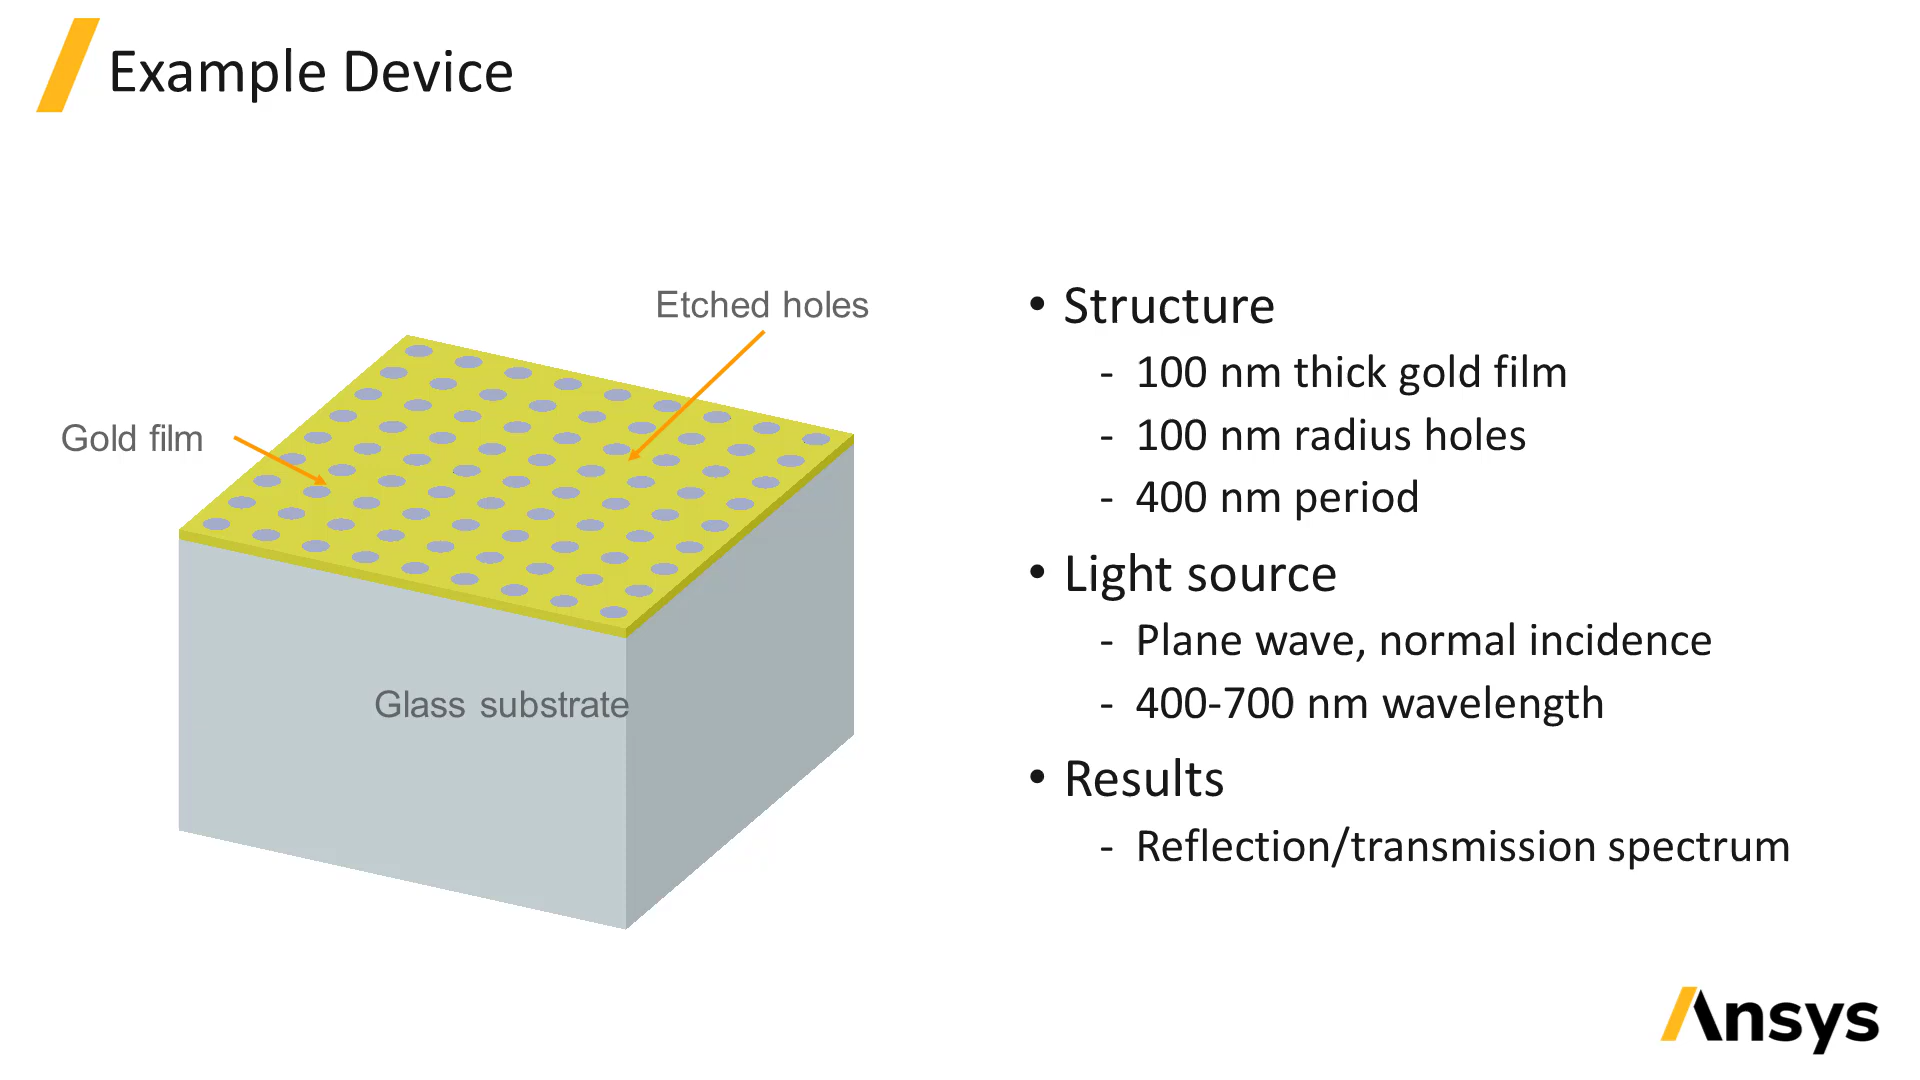 Example Device
Etched holes
Gold film
Glass substrate
• Structure
- 100 nm thick gold film
- 100 nm radius holes
- 400 nm period
• Light source
- Plane wave, normal incidence
- 400-700 nm wavelength
• Results
- Reflection/transmission spectrum
Ansys